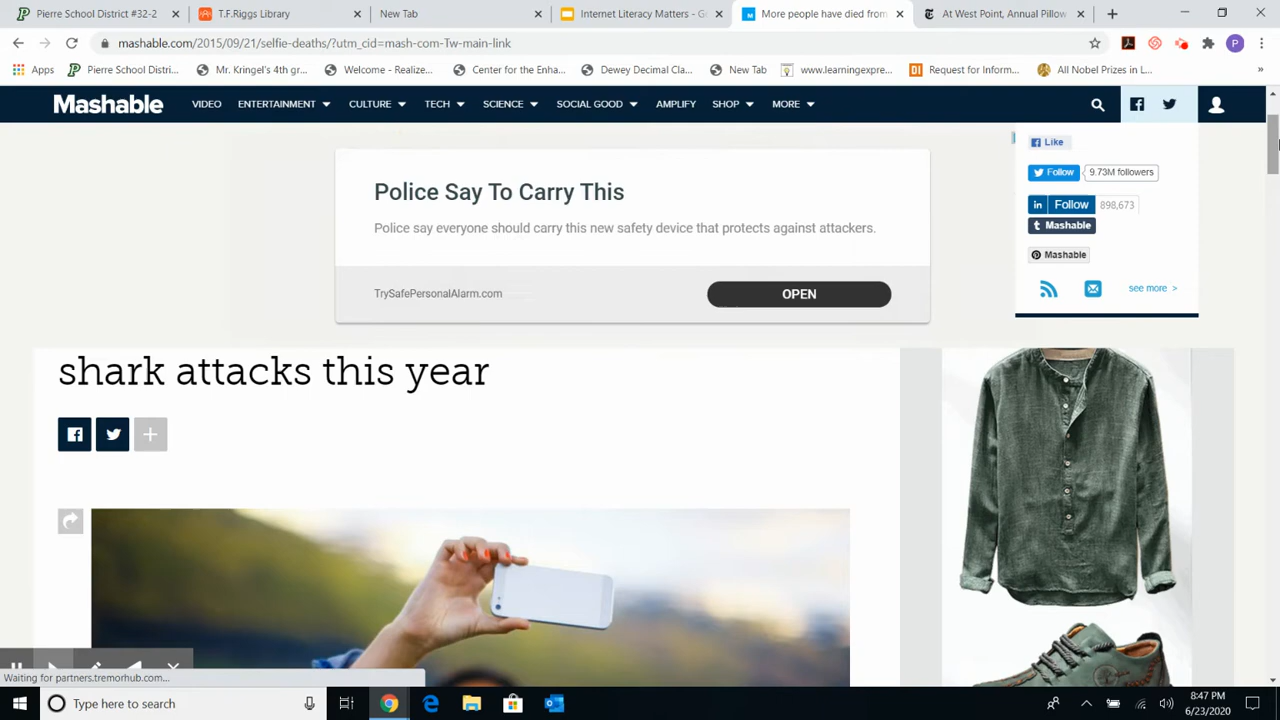 Pierre School District #32-2
T.F.Riggs Library
New Tab
Internet Literacy Matters - G
More people have died from
At West Point, Annual Pillow
mashable.com/2015/09/21/selfie-deaths/?utm_cid=mash-com-Tw-main-link
P
Apps
Pierre School Distri...
Mr. Kringel's 4th gr...
Welcome - Realize...
Center for the Enha...
Dewey Decimal Cla...
New Tab
www.learningexpre...
Request for Inform...
All Nobel Prizes in L...
»
Mashable
VIDEO
ENTERTAINMENT
CULTURE
TECH
SCIENCE
SOCIAL GOOD
AMPLIFY
SHOP
MORE
Like
Follow
9.73M followers
in Follow
898,673
t Mashable
Mashable
see more >
Police Say To Carry This
Police say everyone should carry this new safety device that protects against attackers.
TrySafePersonalAlarm.com
OPEN
shark attacks this year
Waiting for partners.tremorhub.com...
Type here to search
8:47 PM
6/23/2020